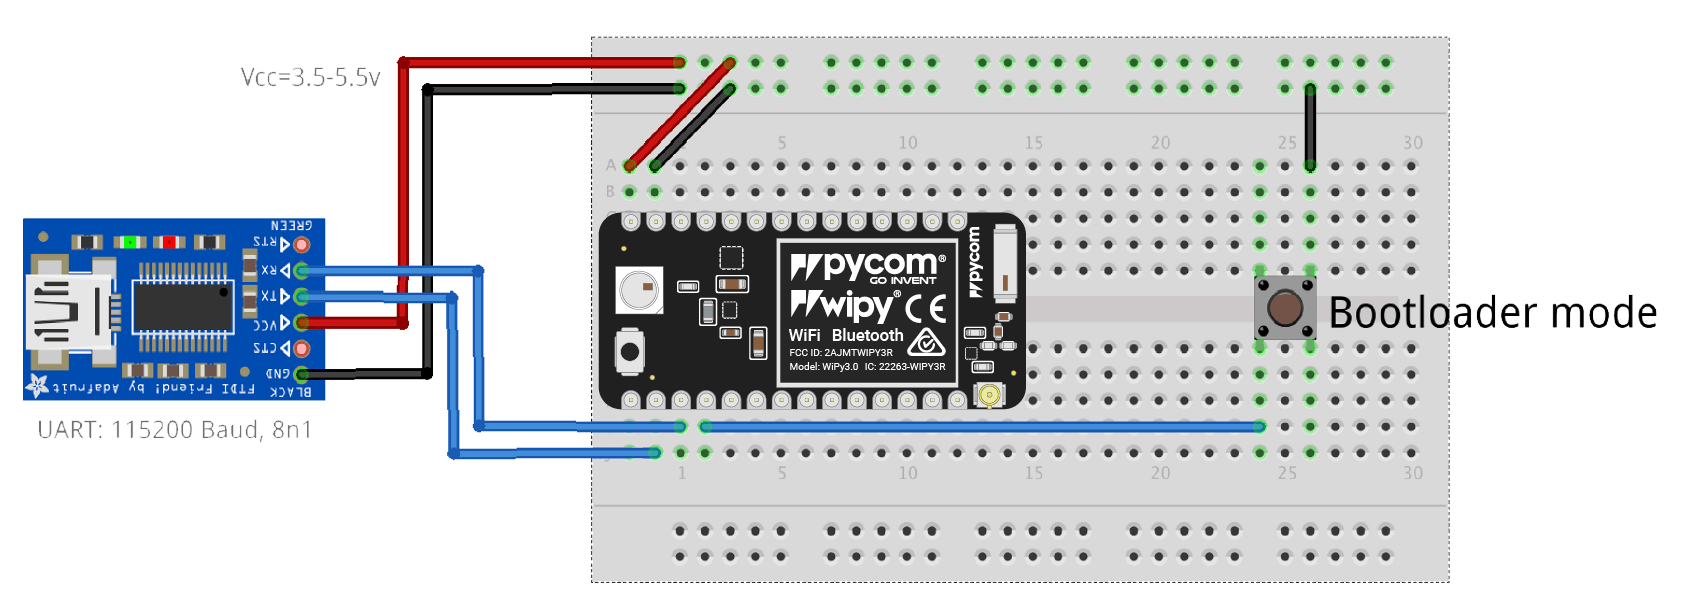 Vcc=3.5-5.5v
GREEN
RTS
RX
TX
VCC
CTS
GND
BLACK
FTDI Friend! by Adafruit
UART: 115200 Baud, 8n1
5 10 15 20 25 30
A
B
pycom®
GO INVENT
wipy® CE
WiFi Bluetooth
FCC ID: 2AJMTWIPY3R
Model: WiPy3.0 IC: 22263-WIPY3R
pycom
Bootloader mode
1 5 10 15 20 25 30